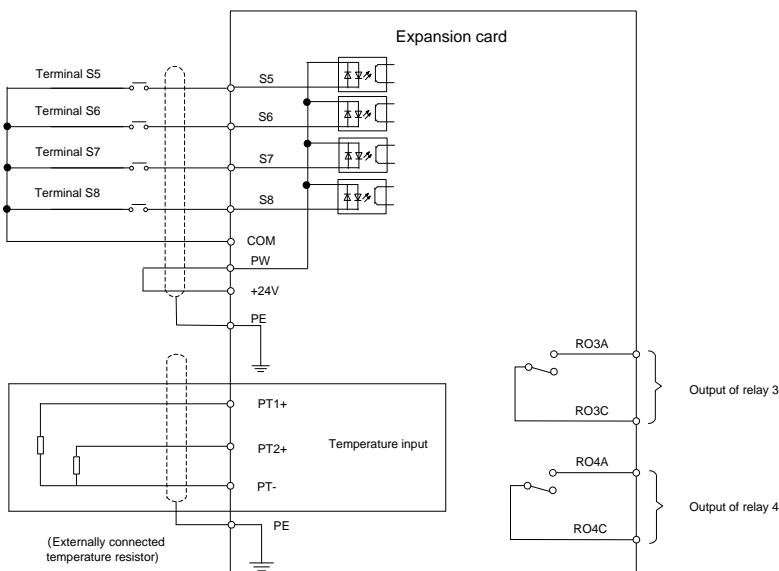 Expansion card
Terminal S5
S5
Terminal S6
S6
Terminal S7
S7
Terminal S8
S8
COM
PW
+24V
PE
RO3A
RO3C
Output of relay 3
PT1+
PT2+
Temperature input
PT-
RO4A
RO4C
Output of relay 4
PE
(Externally connected
temperature resistor)